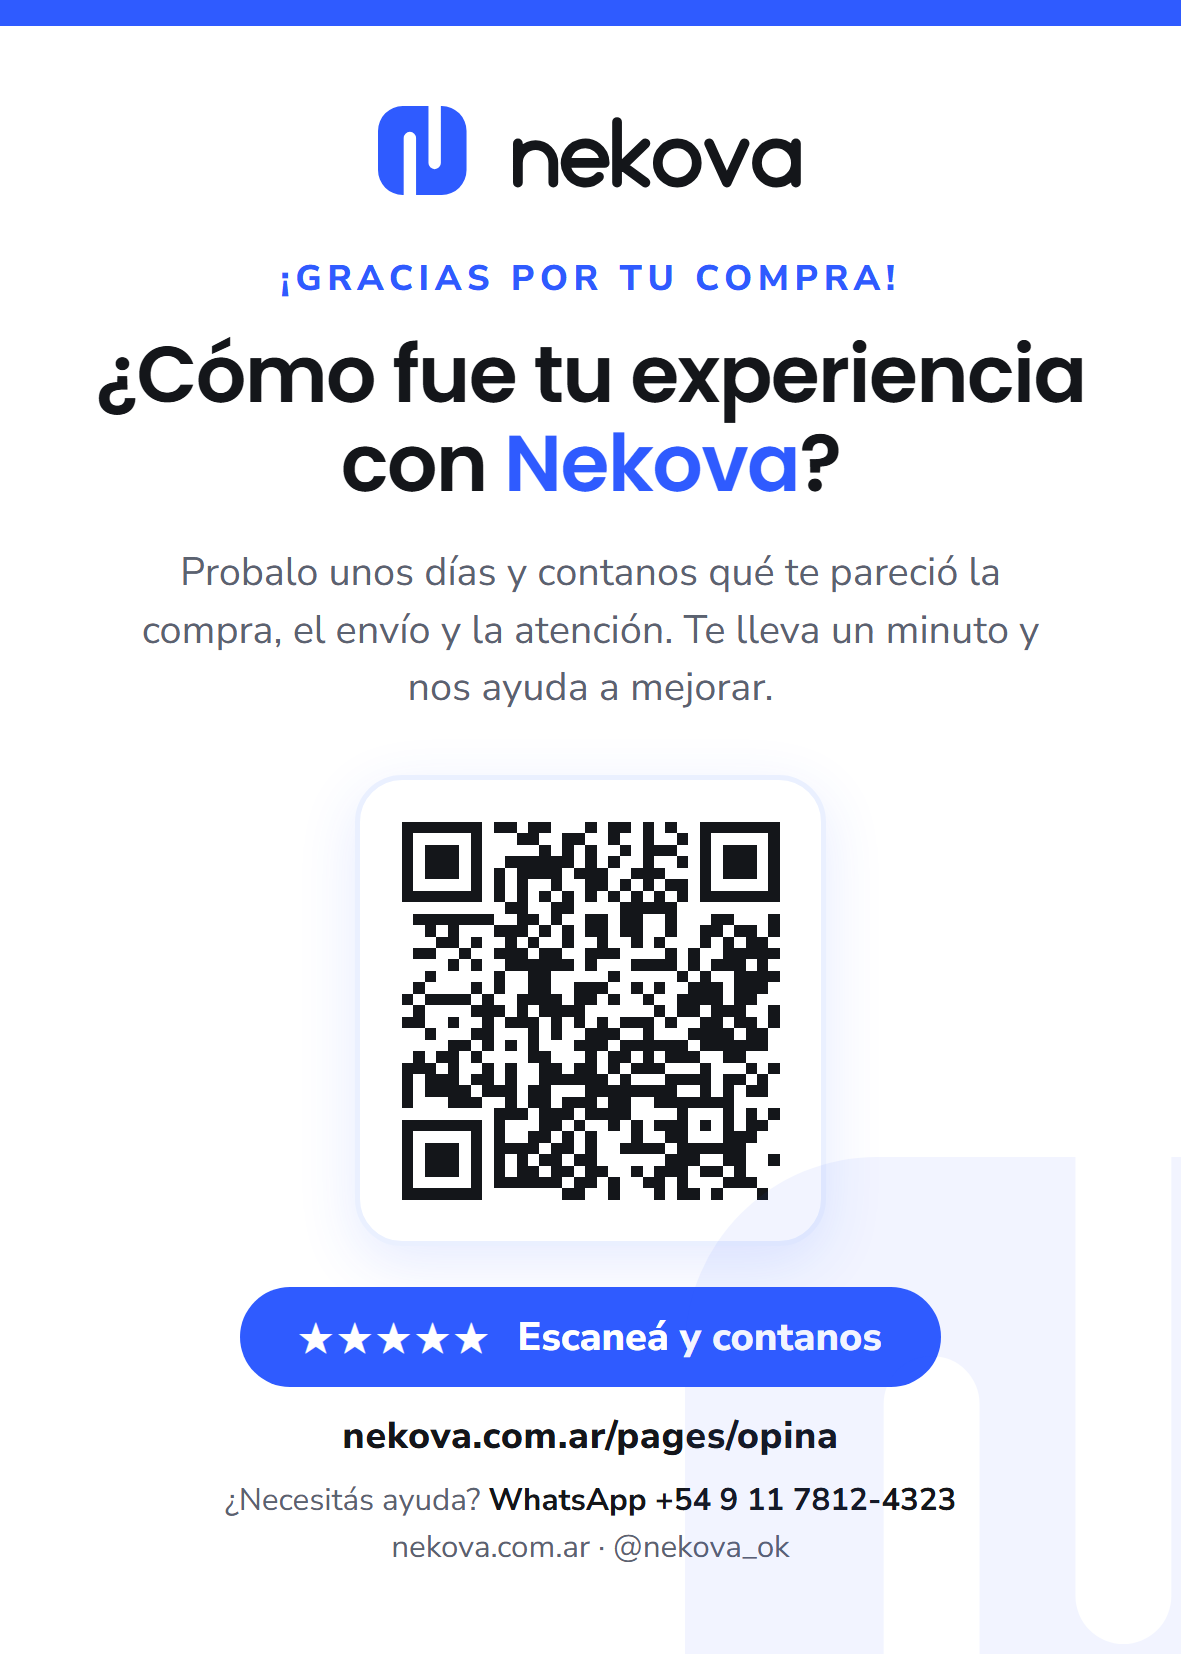 nekova
¡GRACIAS POR TU COMPRA!
¿Cómo fue tu experiencia
con Nekova?
Probalo unos días y contanos qué te pareció la
compra, el envío y la atención. Te lleva un minuto y
nos ayuda a mejorar.
★★★★★ Escaneá y contanos
nekova.com.ar/pages/opina
¿Necesitás ayuda? WhatsApp +54 9 11 7812-4323
nekova.com.ar · @nekova_ok